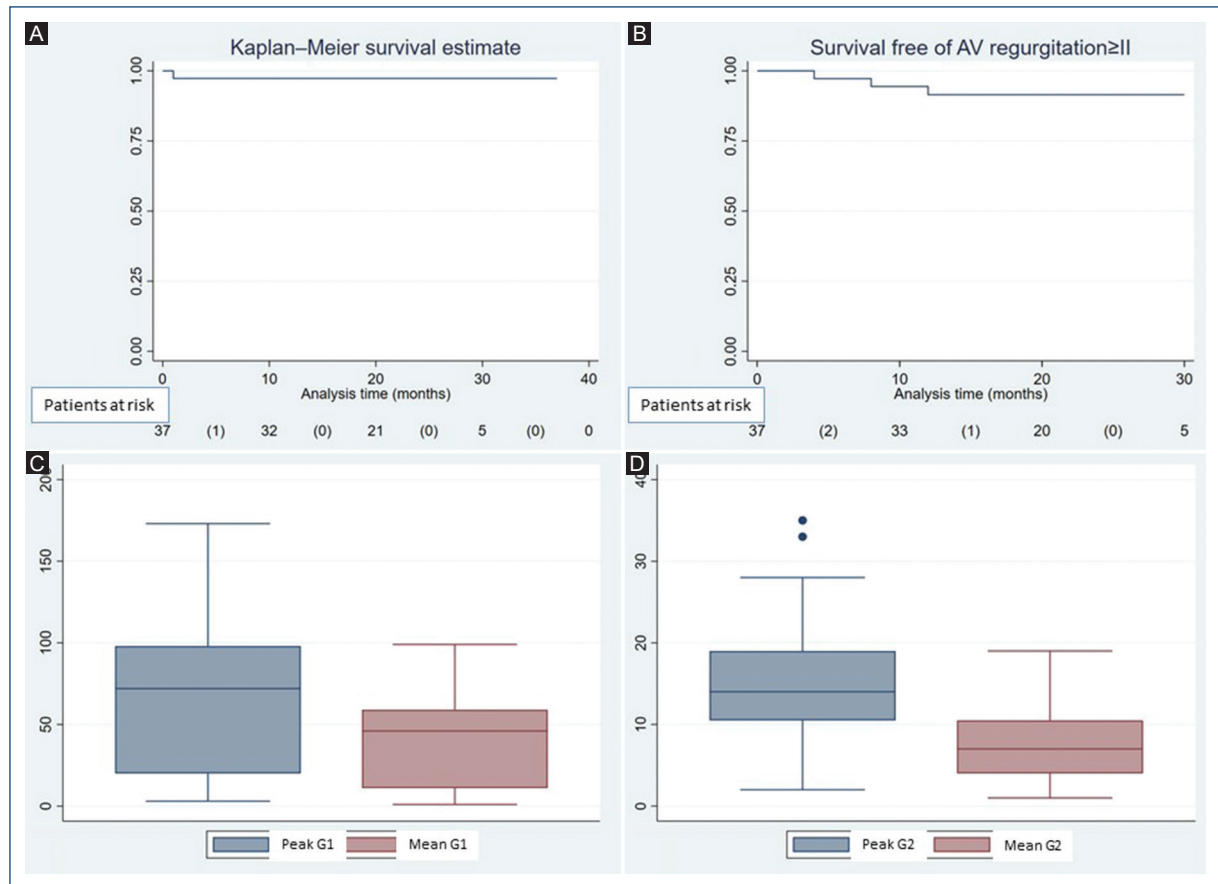 A
Kaplan–Meier survival estimate
1.00
0.75
0.50
0.25
0.00
0 10 20 30 40
Analysis time (months)
Patients at risk
37 (1) 32 (0) 21 (0) 5 (0) 0
B
Survival free of AV regurgitation≥II
1.00
0.75
0.50
0.25
0.00
0 10 20 30
Analysis time (months)
Patients at risk
37 (2) 33 (1) 20 (0) 5
C
200
150
100
50
0
Peak G1 Mean G1
D
40
30
20
10
0
Peak G2 Mean G2